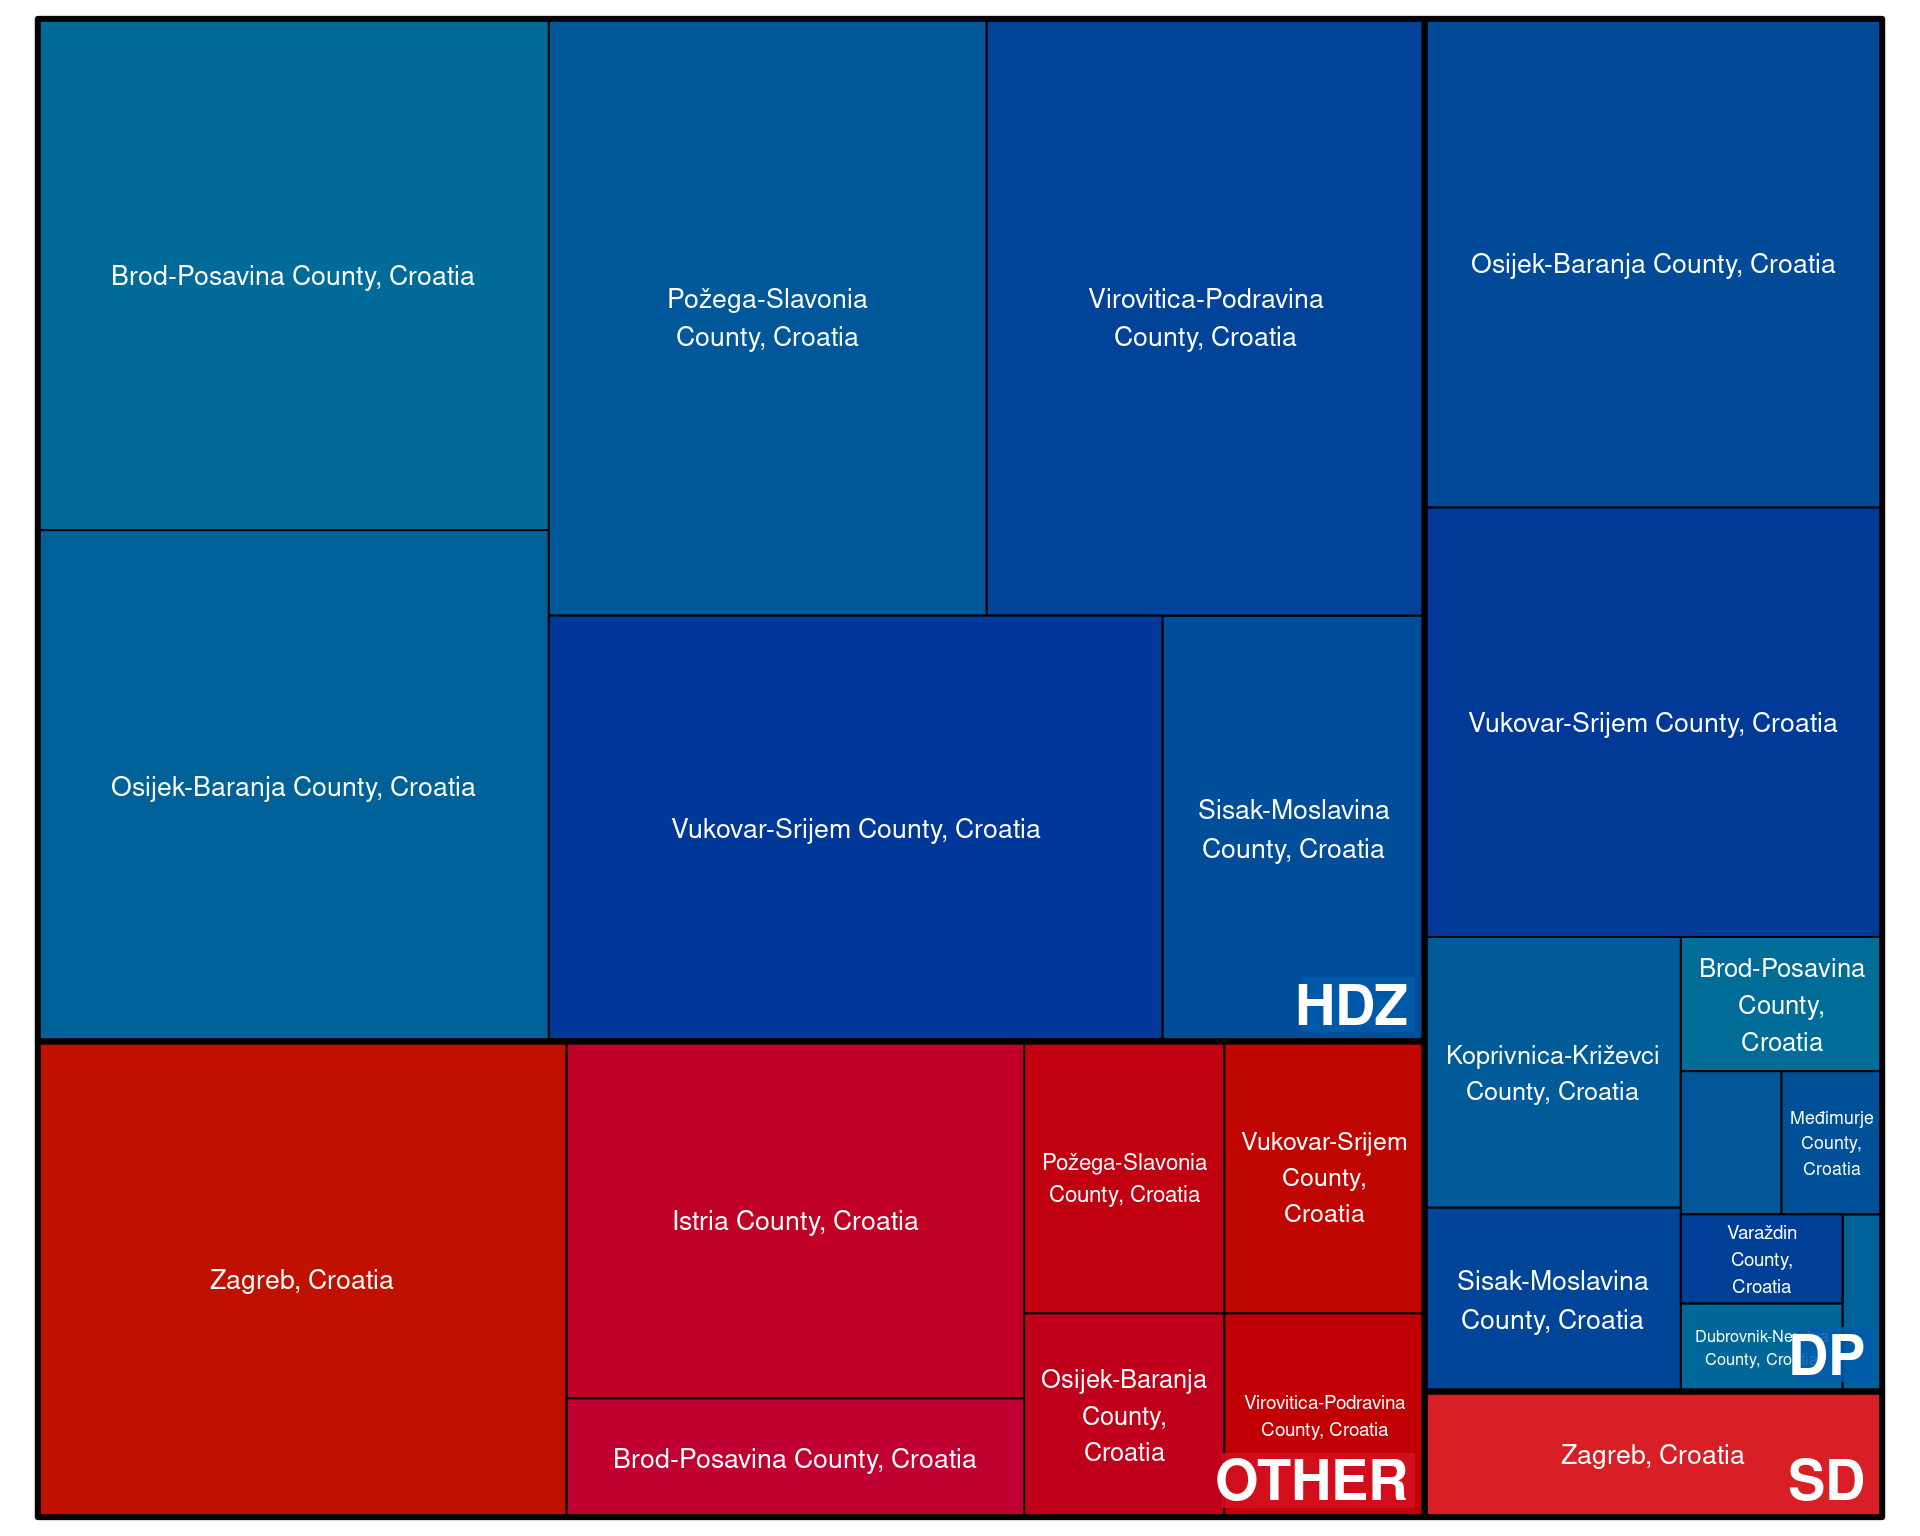 Brod-Posavina County, Croatia
Požega-Slavonia
County, Croatia
Virovitica-Podravina
County, Croatia
Osijek-Baranja County, Croatia
Vukovar-Srijem County, Croatia
Sisak-Moslavina
County, Croatia
HDZ
Osijek-Baranja County, Croatia
Vukovar-Srijem County, Croatia
Koprivnica-Križevci
County, Croatia
Brod-Posavina
County,
Croatia
Međimurje
County,
Croatia
Sisak-Moslavina
County, Croatia
Varaždin
County,
Croatia
County,
DP
Zagreb, Croatia
Istria County, Croatia
Brod-Posavina County, Croatia
Požega-Slavonia
County, Croatia
Vukovar-Srijem
County,
Croatia
Osijek-Baranja
County,
Croatia
Virovitica-Podravina
County, Croatia
OTHER
Zagreb, Croatia
SD